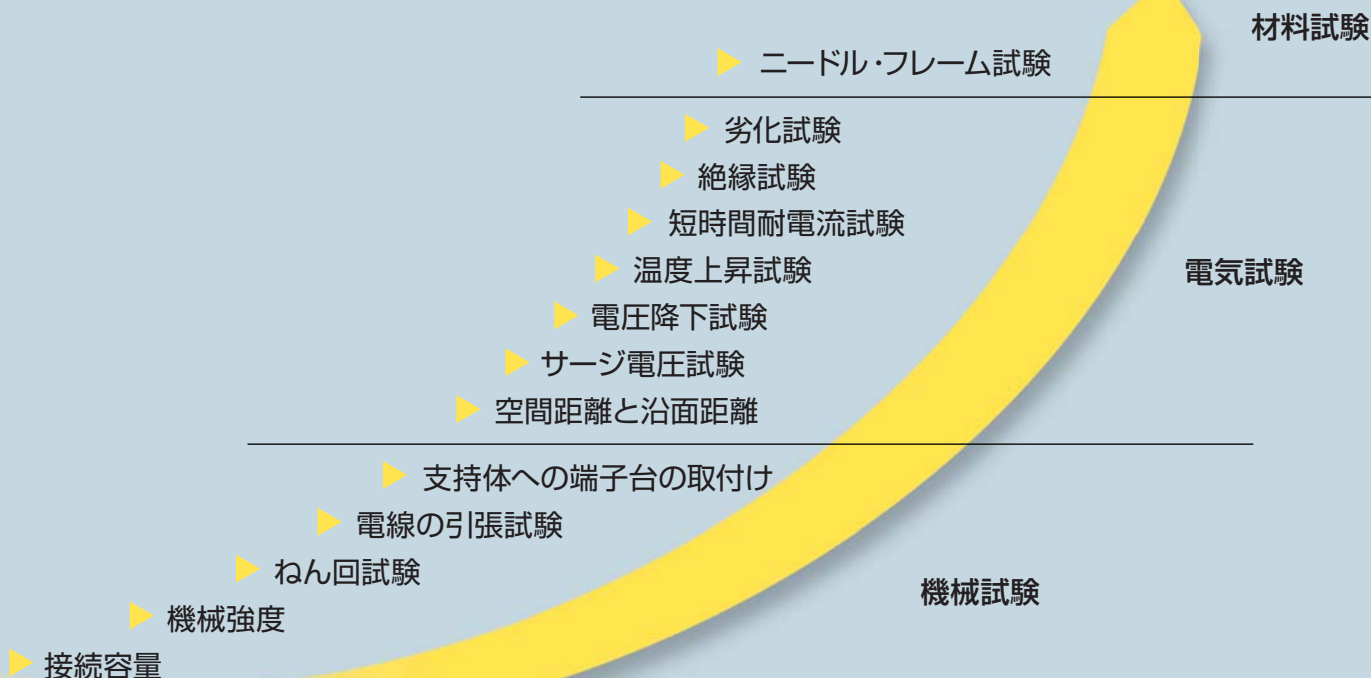 材料試験
ニードル・フレーム試験
劣化試験
絶縁試験
短時間耐電流試験
温度上昇試験
電気試験
電圧降下試験
サージ電圧試験
空間距離と沿面距離
支持体への端子台の取付け
電線の引張試験
ねん回試験
機械試験
機械強度
接続容量